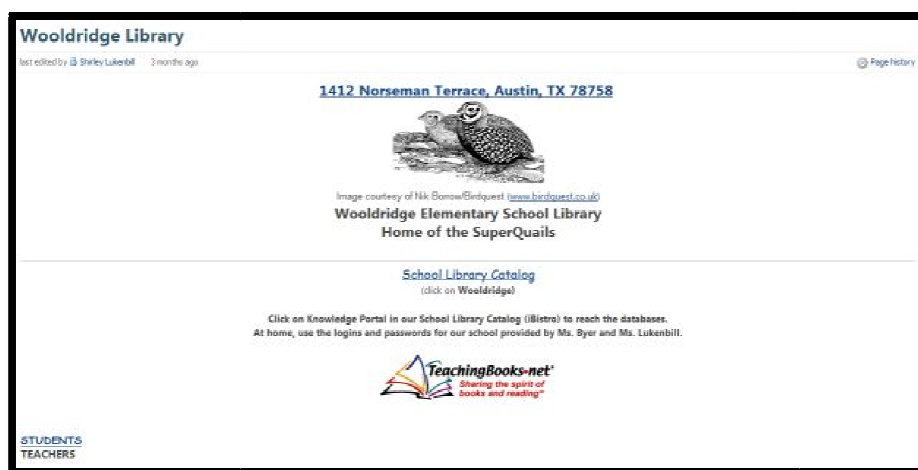 Wooldridge Library
last edited by Shirley Lukenbill 3 months ago Page history
1412 Norseman Terrace, Austin, TX 78758
Image courtesy of Nik Borrow/Birdquest (www.birdquest.co.uk)
Wooldridge Elementary School Library
Home of the SuperQuails
School Library Catalog
(click on Wooldridge)
Click on Knowledge Portal in our School Library Catalog (iBistro) to reach the databases.
At home, use the logins and passwords for our school provided by Ms. Byer and Ms. Lukenbill.
TeachingBooks.net
Sharing the spirit of
books and reading
STUDENTS
TEACHERS